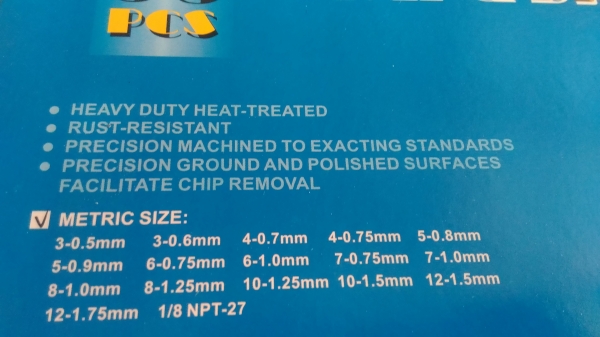 PCS
● HEAVY DUTY HEAT-TREATED
● RUST-RESISTANT
● PRECISION MACHINED TO EXACTING STANDARDS
● PRECISION GROUND AND POLISHED SURFACES
FACILITATE CHIP REMOVAL
☑ METRIC SIZE:
3-0.5mm 3-0.6mm 4-0.7mm 4-0.75mm 5-0.8mm
5-0.9mm 6-0.75mm 6-1.0mm 7-0.75mm 7-1.0mm
8-1.0mm 8-1.25mm 10-1.25mm 10-1.5mm 12-1.5mm
12-1.75mm 1/8 NPT-27